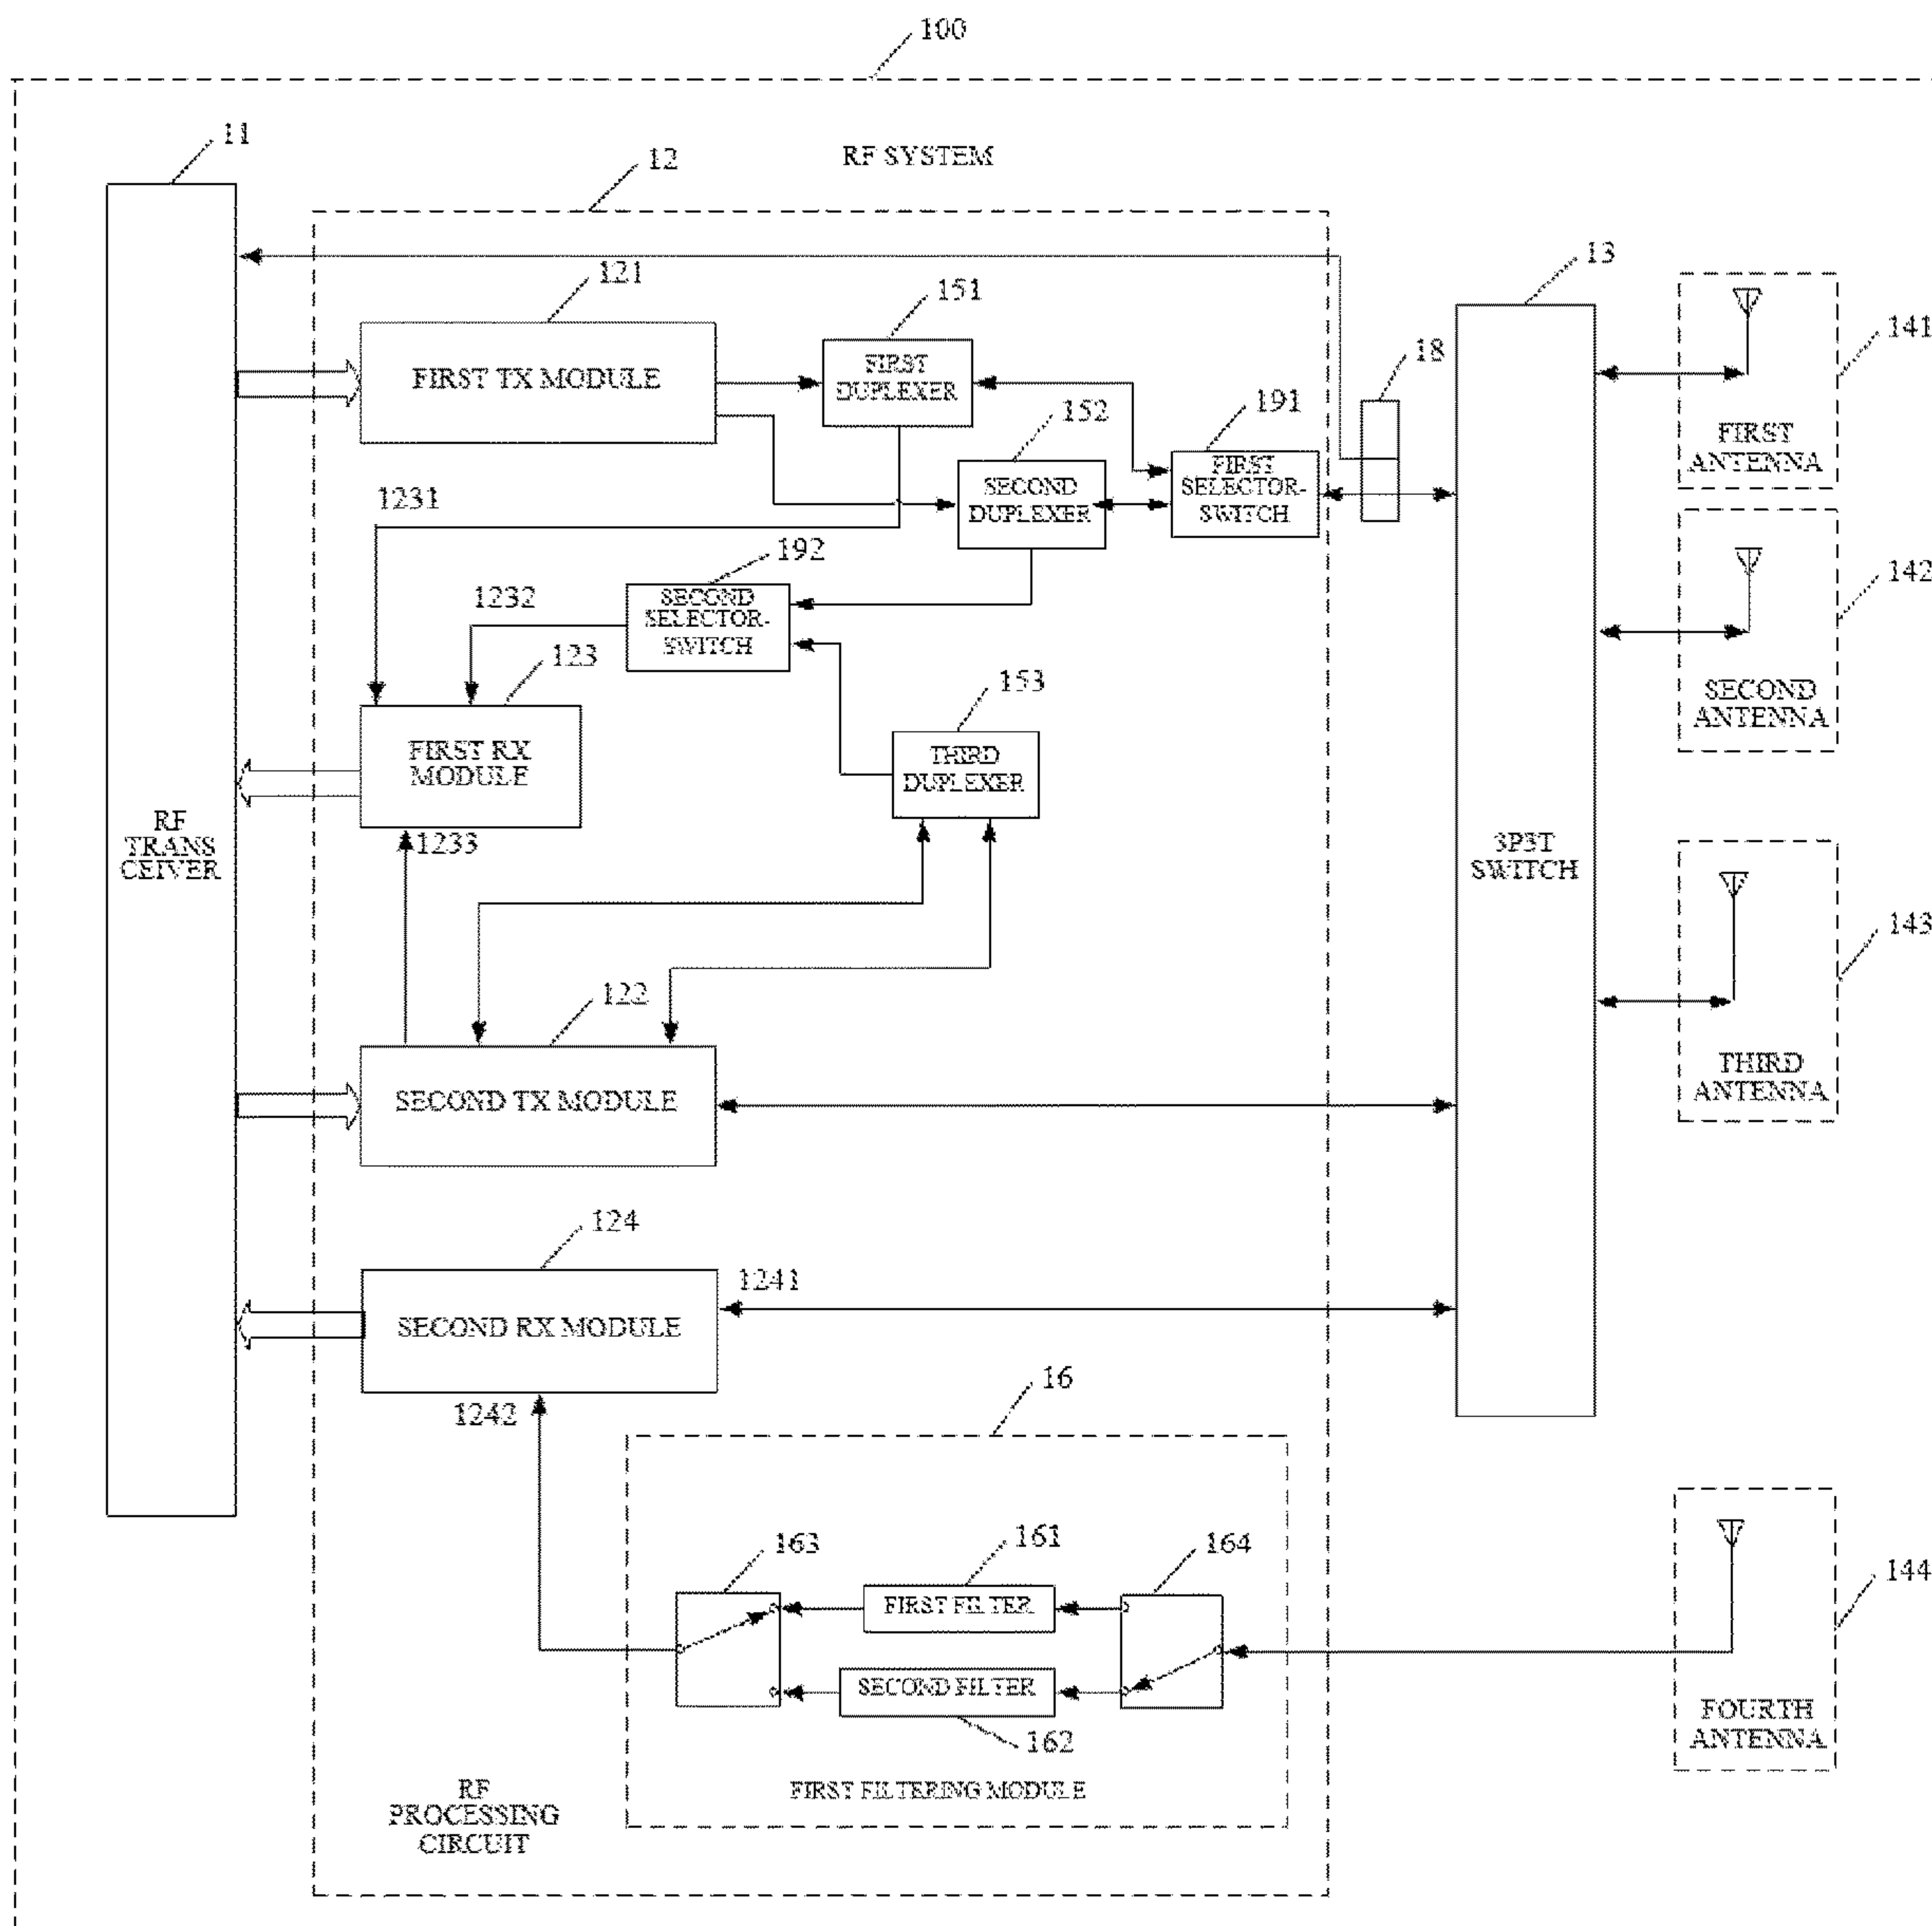 100
11
12
RF SYSTEM
13
121
151
141
18
FIRST TX MODULE
FIRST
DUPLEXER
152
191
FIRST
ANTENNA
1231
SECOND
DUPLEXER
FIRST
SELECTOR-
SWITCH
192
142
1232
SECOND
SELECTOR-
SWITCH
123
153
SECOND
ANTENNA
FIRST RX
MODULE
THIRD
DUPLEXER
RF
TRANS
CEIVER
1233
3P3T
SWITCH
143
122
SECOND TX MODULE
THIRD
ANTENNA
124
1241
SECOND RX MODULE
1242
16
163
161
164
144
FIRST FILTER
SECOND FILTER
162
FOURTH
ANTENNA
FIRST FILTERING MODULE
RF
PROCESSING
CIRCUIT